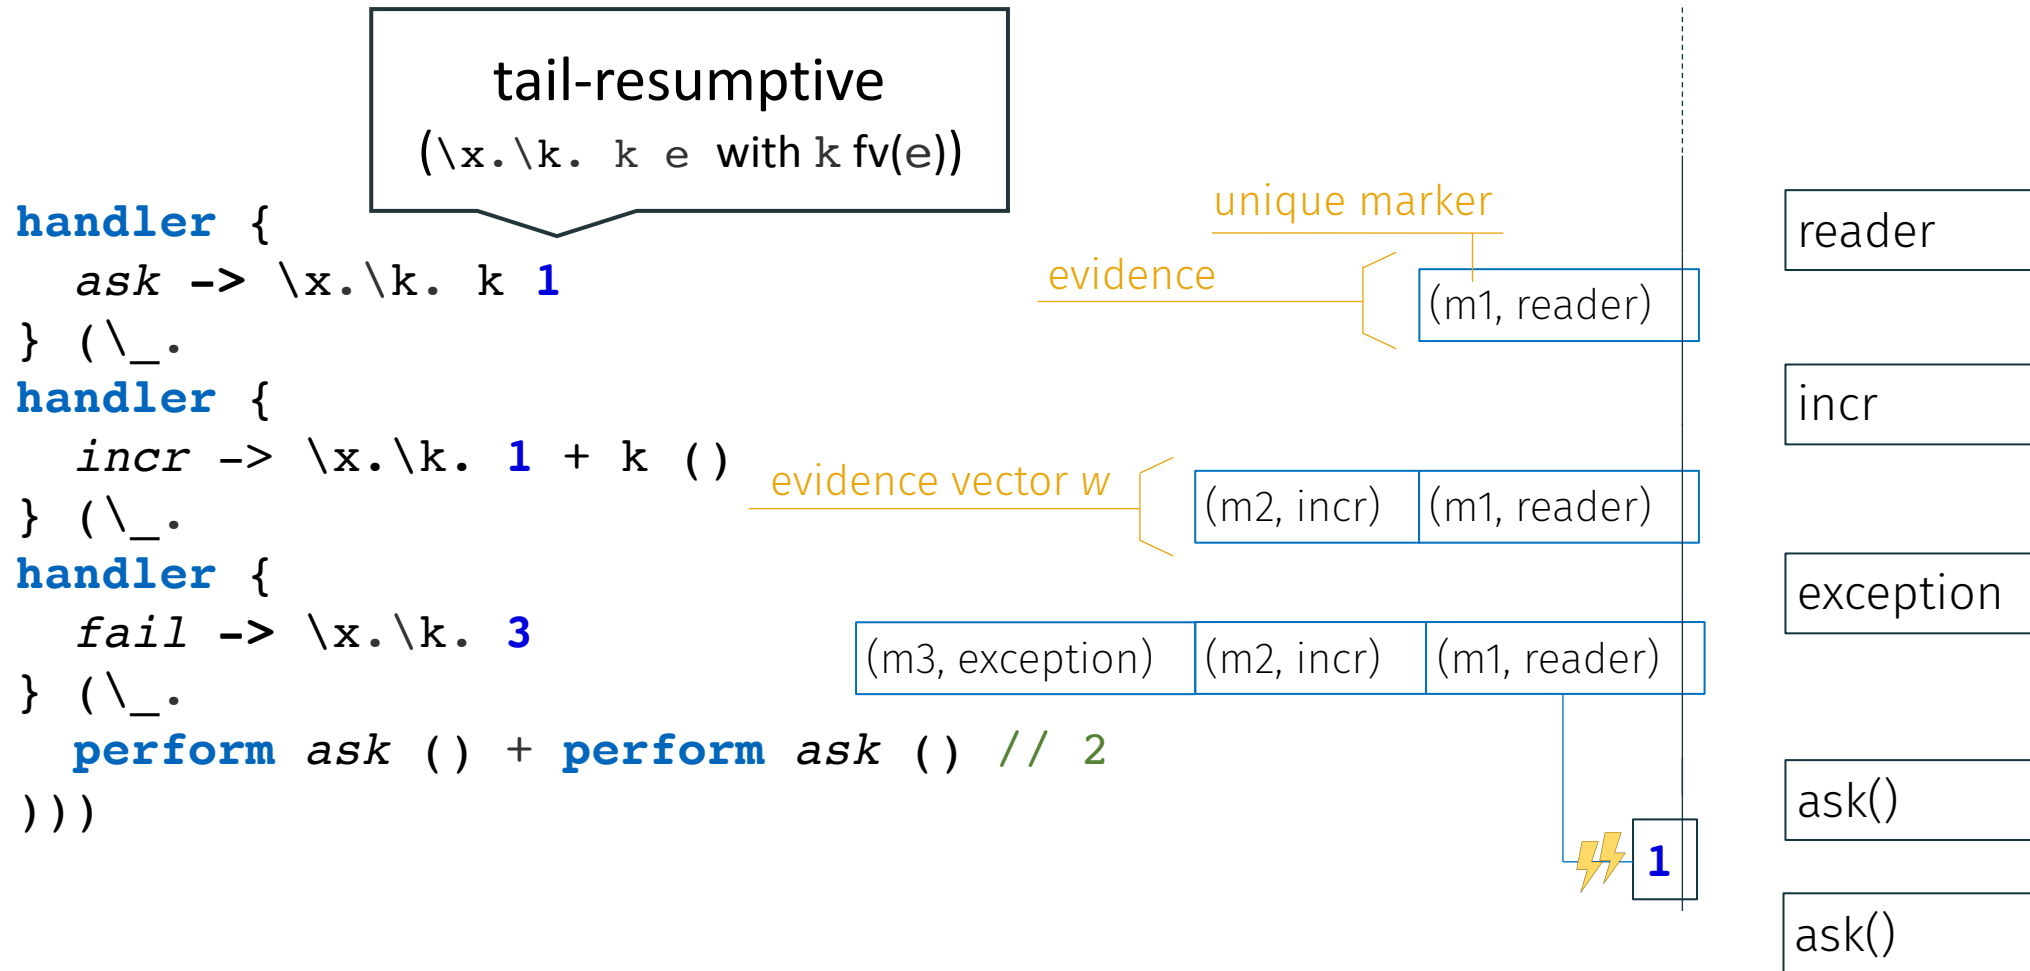 tail-resumptive
(\x.\k. k e with k fv(e))
handler {
ask -> \x.\k. k 1
} (\_.
handler {
incr -> \x.\k. 1 + k ()
} (\_.
handler {
fail -> \x.\k. 3
} (\_.
perform ask () + perform ask () // 2
)))
unique marker
evidence
(m1, reader)
evidence vector w
(m2, incr) (m1, reader)
(m3, exception) (m2, incr) (m1, reader)
1
reader
incr
exception
ask()
ask()